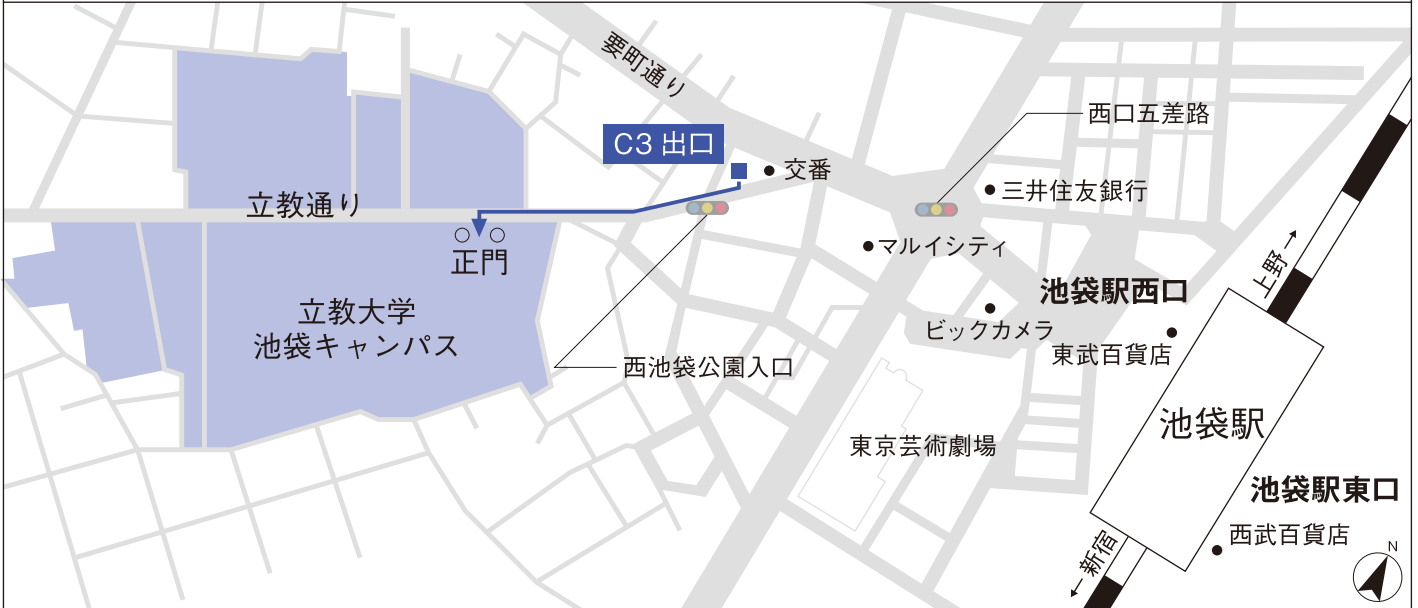 要町通り
西口五差路
C3 出口
交番
三井住友銀行
立教通り
マルイシティ
正門
上野→
池袋駅西口
立教大学
池袋キャンパス
ビックカメラ
東武百貨店
西池袋公園入口
池袋駅
東京芸術劇場
池袋駅東口
西武百貨店
←新宿
N